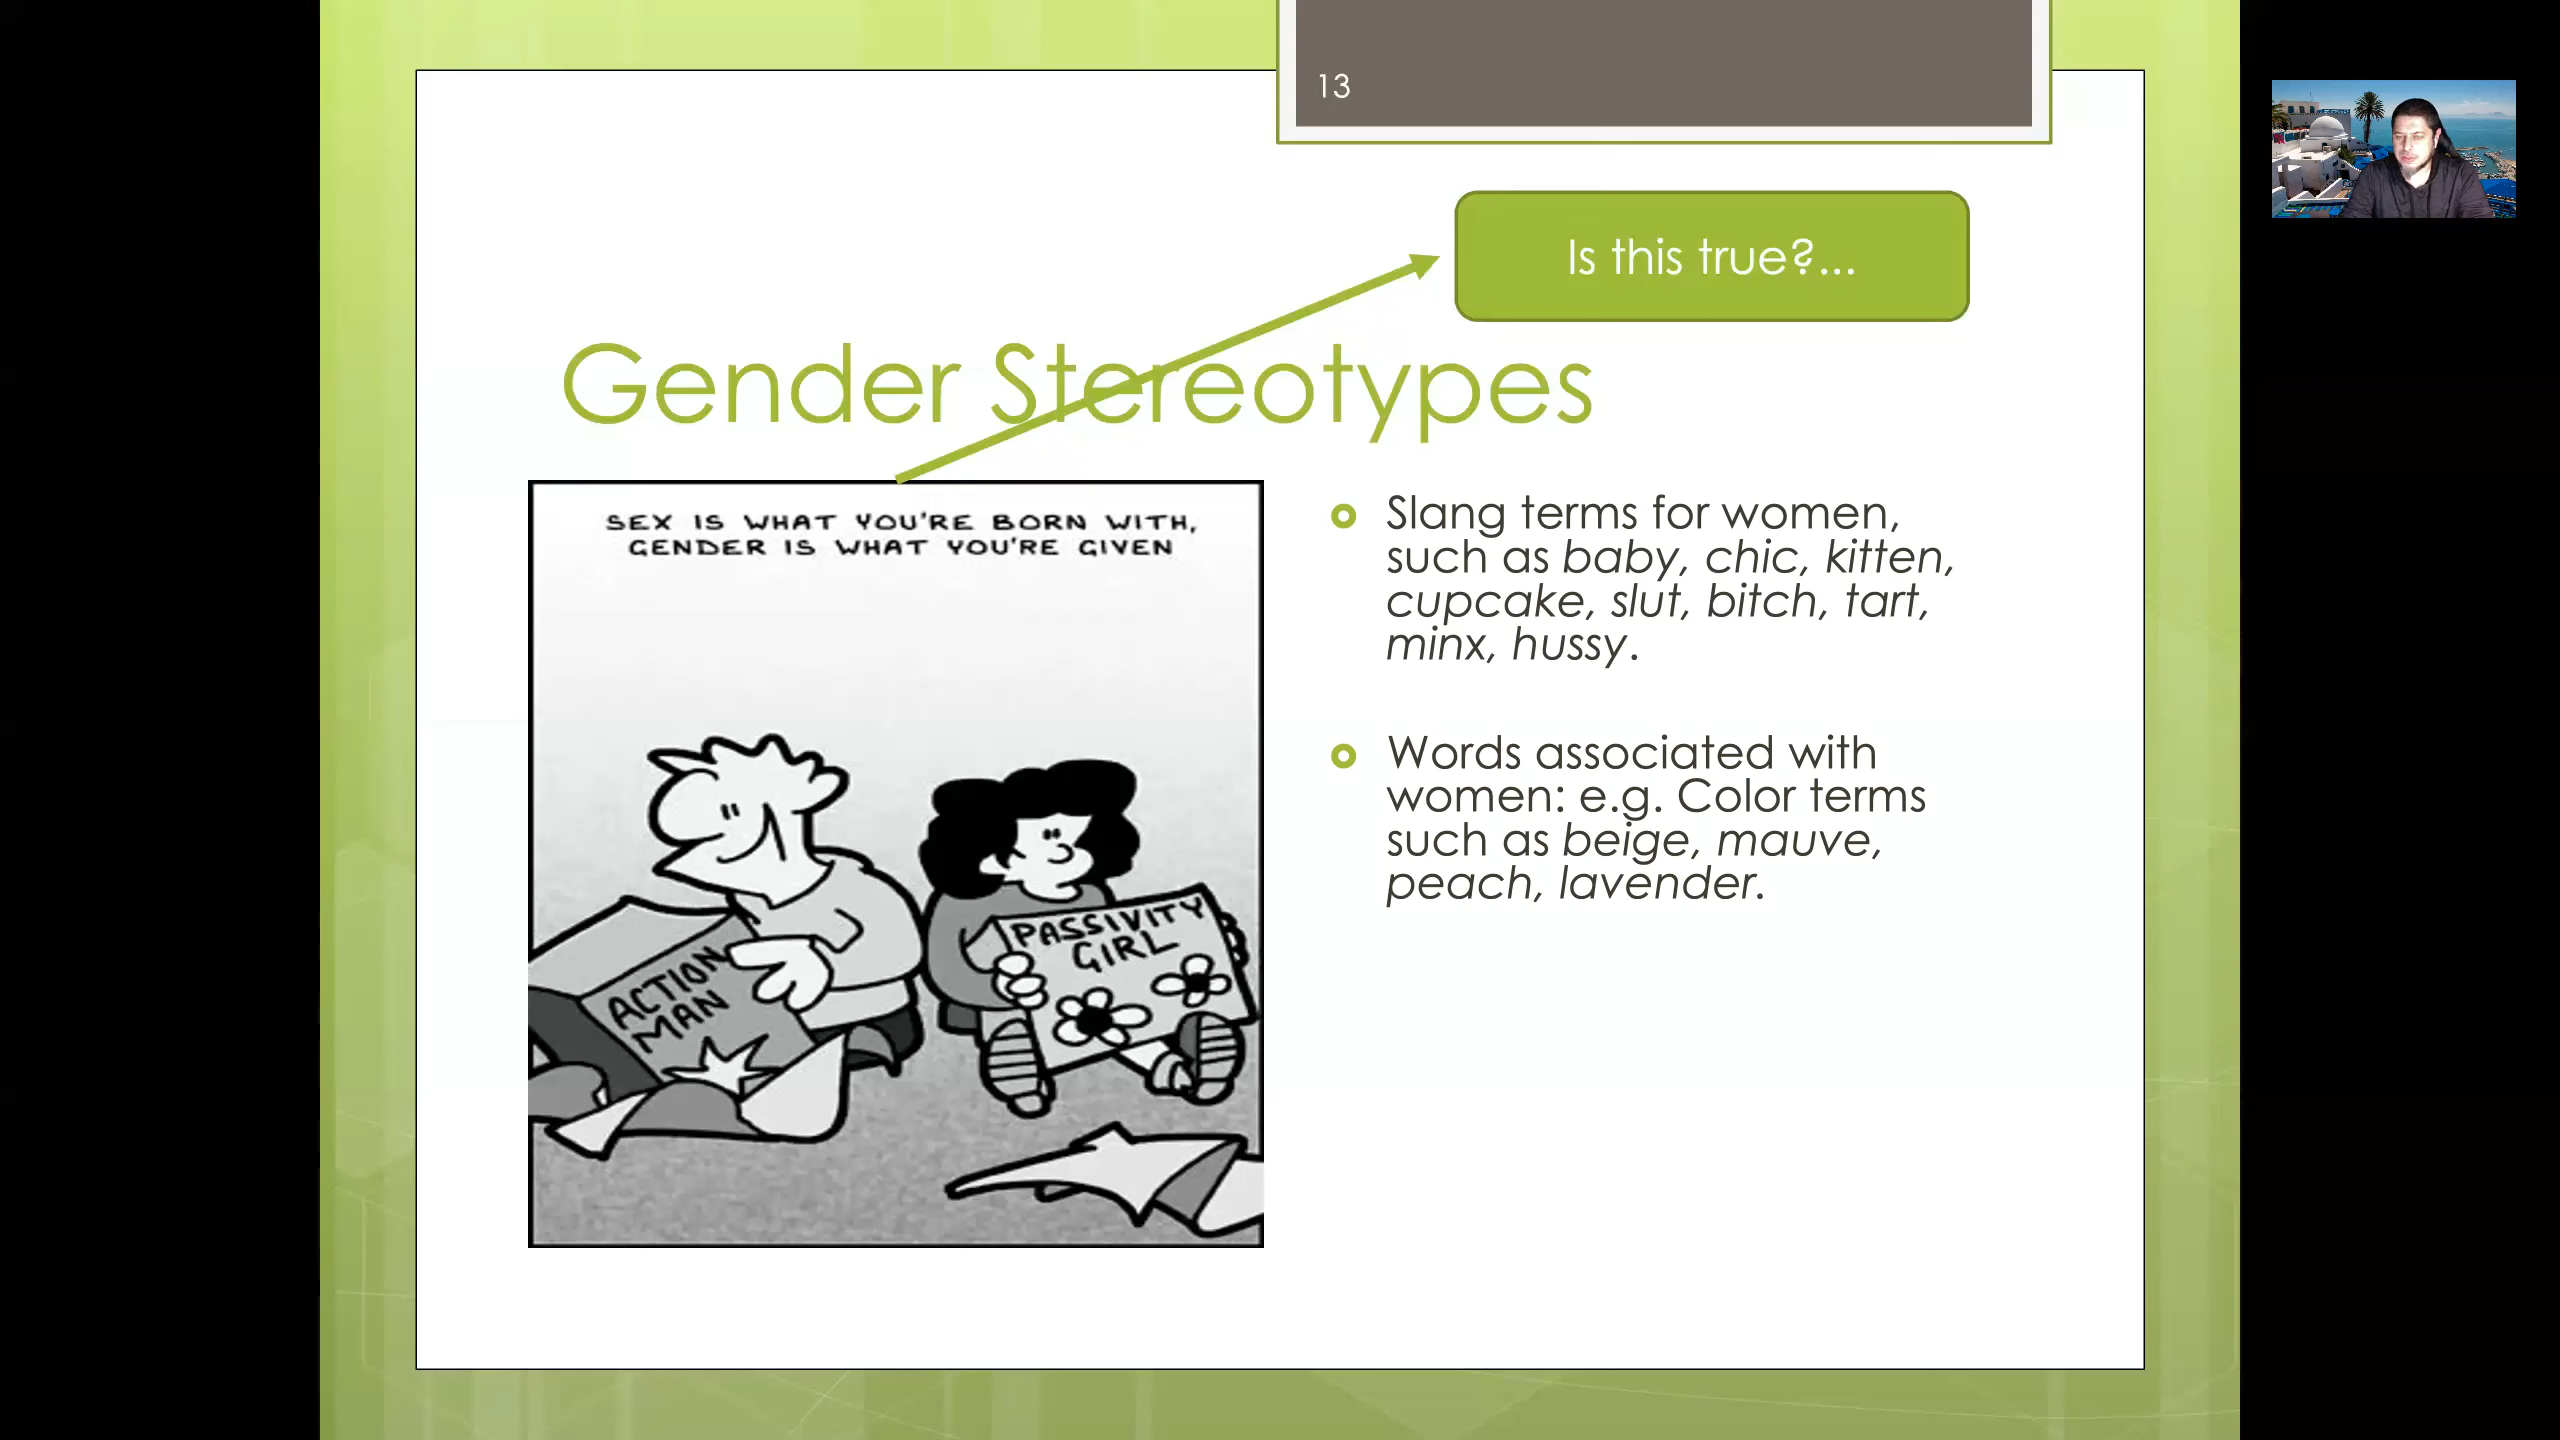 13
Is this true?...
Gender Stereotypes
SEX IS WHAT YOU'RE BORN WITH,
GENDER IS WHAT YOU'RE GIVEN
ACTION
MAN
PASSIVITY
GIRL
Slang terms for women,
such as baby, chic, kitten,
cupcake, slut, bitch, tart,
minx, hussy.
Words associated with
women: e.g. Color terms
such as beige, mauve,
peach, lavender.